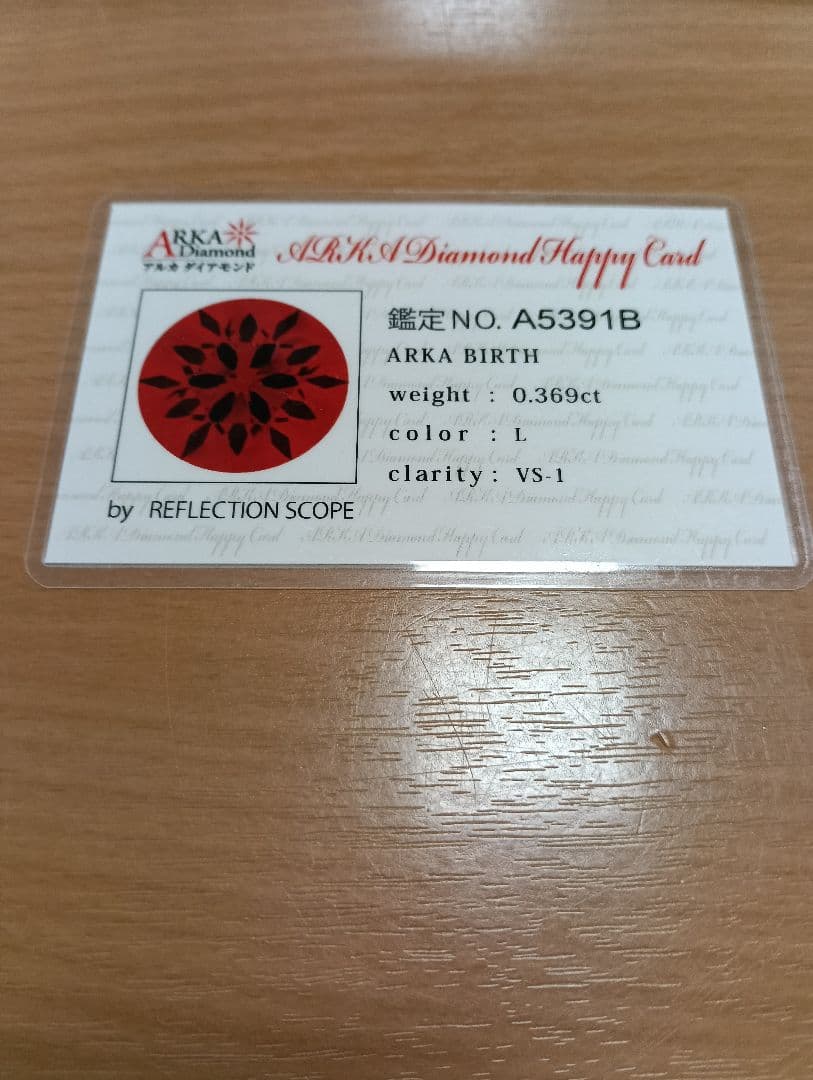 ARKA
Diamond
アルカ ダイアモンド
ARKA Diamond Happy Card
鑑定NO. A5391B
ARKA BIRTH
weight : 0.369ct
color : L
clarity : VS-1
by REFLECTION SCOPE